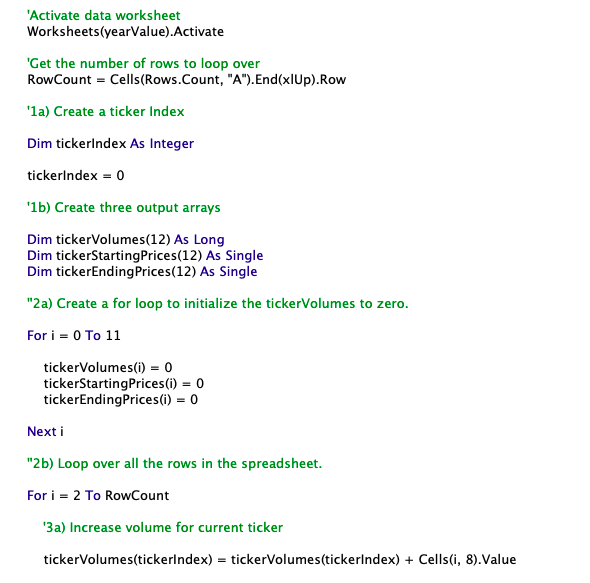 'Activate data worksheet
Worksheets(yearValue).Activate
'Get the number of rows to loop over
RowCount = Cells(Rows.Count, "A").End(xlUp).Row
'1a) Create a ticker Index
Dim tickerIndex As Integer
tickerIndex = 0
'1b) Create three output arrays
Dim tickerVolumes(12) As Long
Dim tickerStartingPrices(12) As Single
Dim tickerEndingPrices(12) As Single
''2a) Create a for loop to initialize the tickerVolumes to zero.
For i = 0 To 11
tickerVolumes(i) = 0
tickerStartingPrices(i) = 0
tickerEndingPrices(i) = 0
Next i
''2b) Loop over all the rows in the spreadsheet.
For i = 2 To RowCount
'3a) Increase volume for current ticker
tickerVolumes(tickerIndex) = tickerVolumes(tickerIndex) + Cells(i, 8).Value